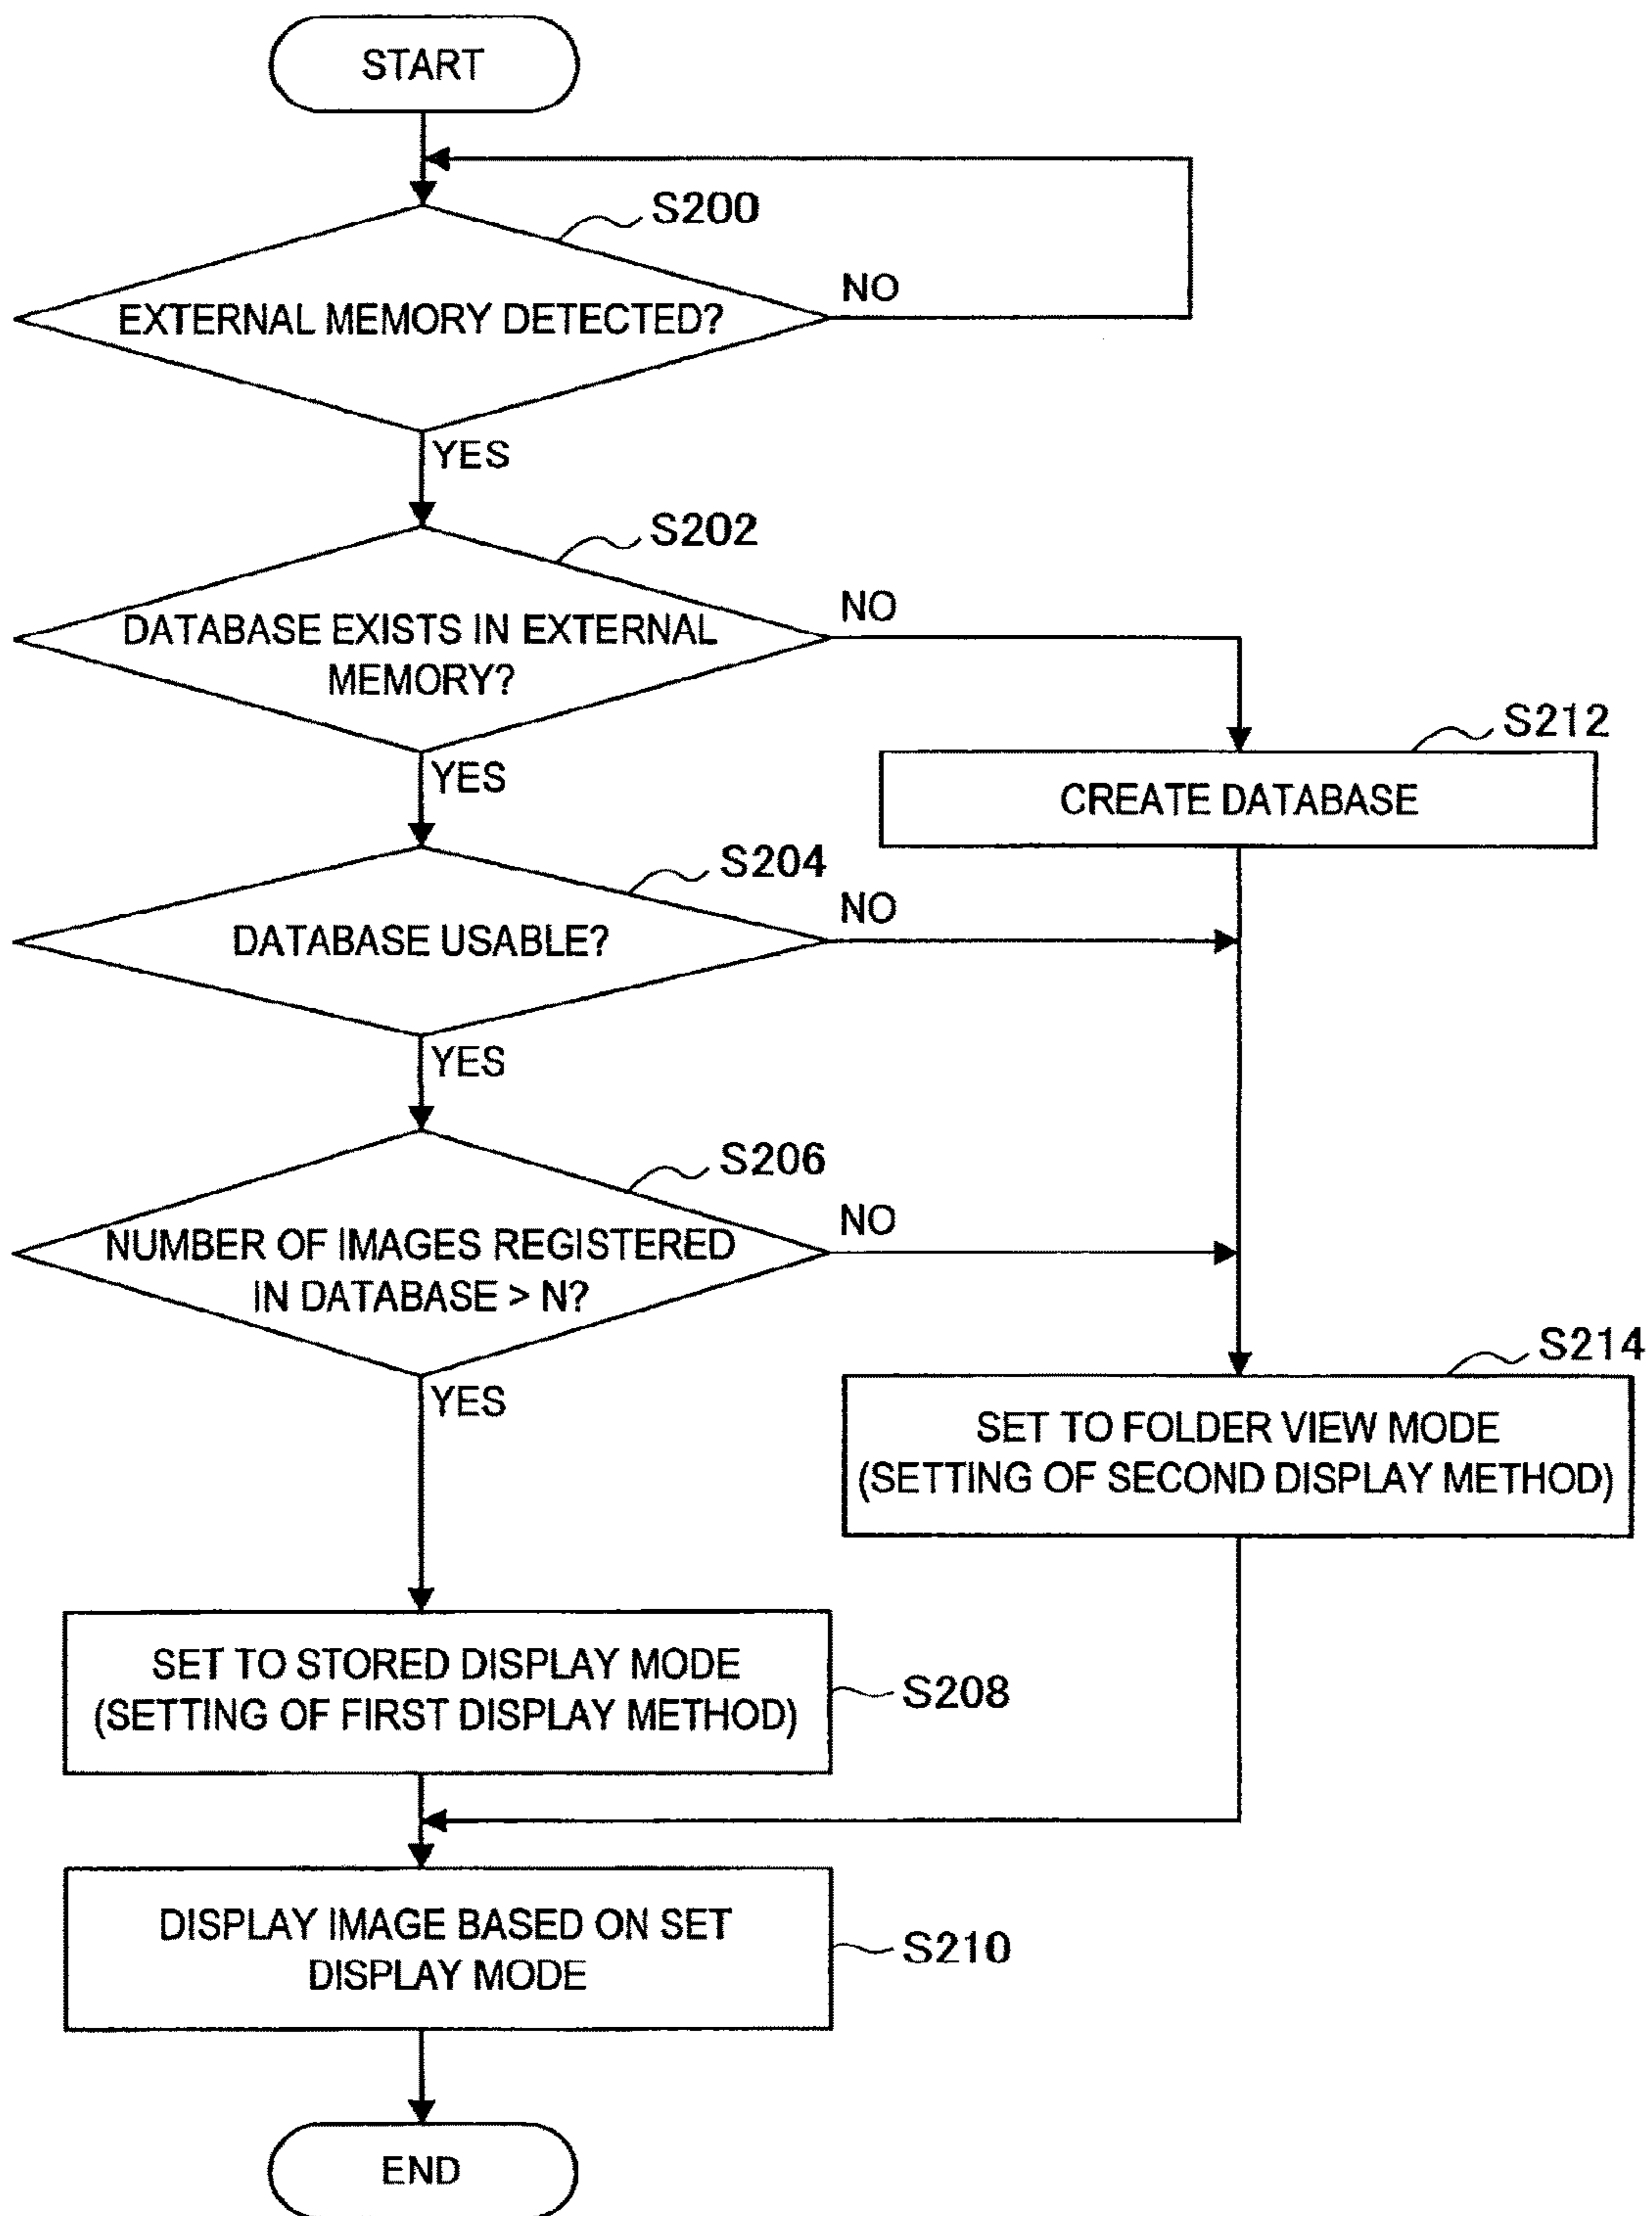 START
S200
EXTERNAL MEMORY DETECTED?
NO
YES
S202
DATABASE EXISTS IN EXTERNAL
MEMORY?
NO
YES
S212
CREATE DATABASE
S204
DATABASE USABLE?
NO
YES
S206
NUMBER OF IMAGES REGISTERED
IN DATABASE > N?
NO
YES
S214
SET TO FOLDER VIEW MODE
(SETTING OF SECOND DISPLAY METHOD)
SET TO STORED DISPLAY MODE
(SETTING OF FIRST DISPLAY METHOD)
S208
DISPLAY IMAGE BASED ON SET
DISPLAY MODE
S210
END